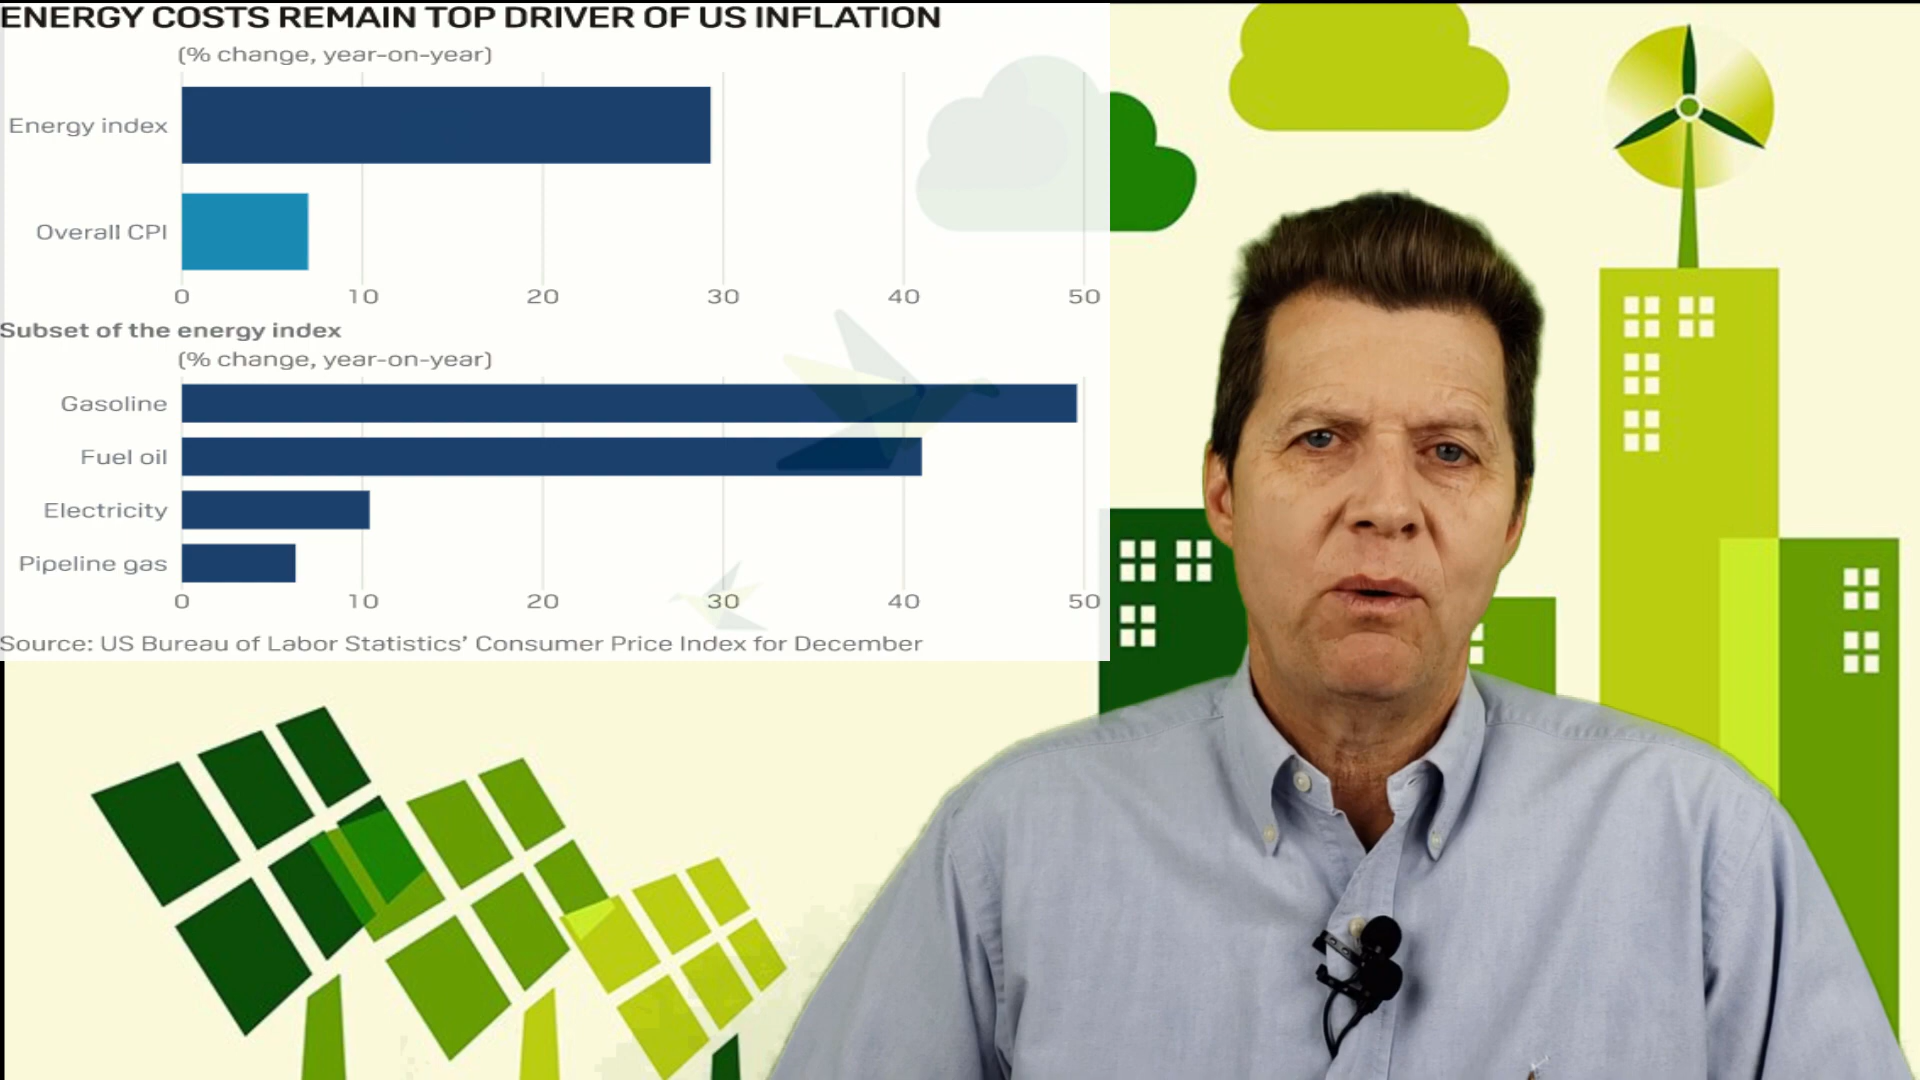 ENERGY COSTS REMAIN TOP DRIVER OF US INFLATION
(% change, year-on-year)
Energy index
Overall CPI
0 10 20 30 40 50
Subset of the energy index
(% change, year-on-year)
Gasoline
Fuel oil
Electricity
Pipeline gas
0 10 20 30 40 50
Source: US Bureau of Labor Statistics’ Consumer Price Index for December